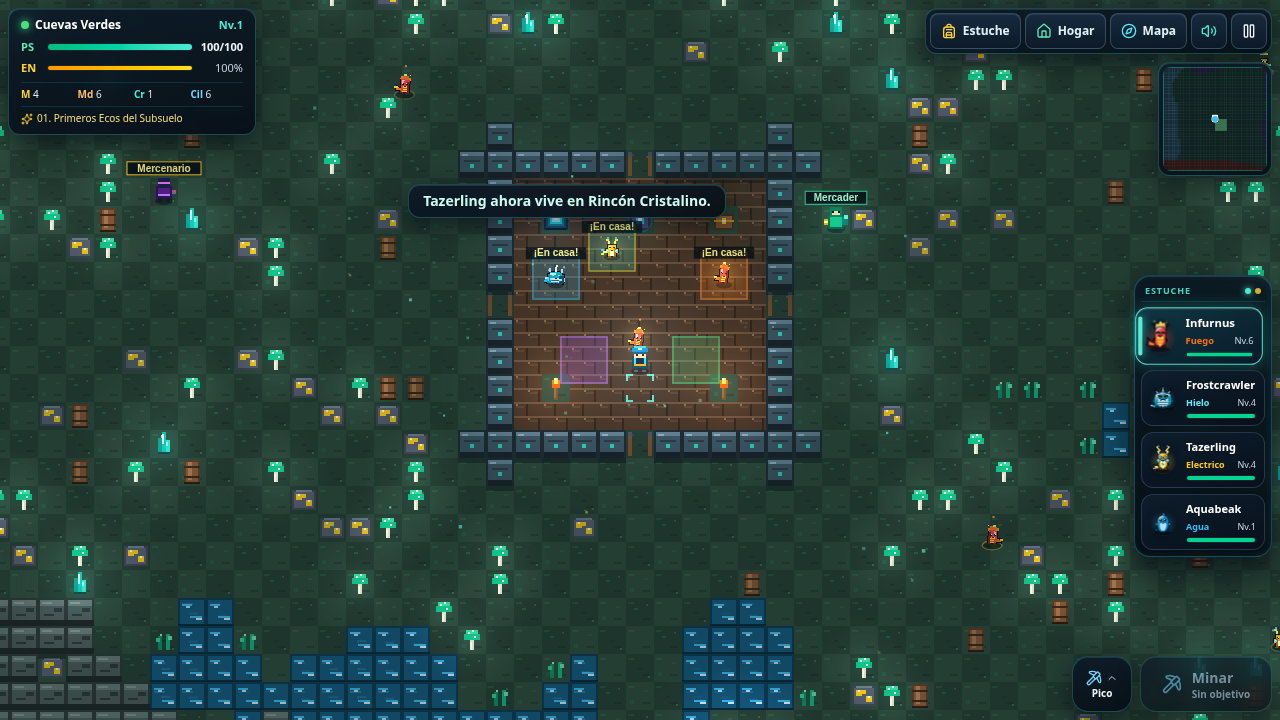 Cuevas Verdes
Nv.1
PS
100/100
EN
100%
M 4
Md 6
Cr 1
Cil 6
01. Primeros Ecos del Subsuelo
Estuche
Hogar
Mapa
Mercenario
Tazerling ahora vive en Rincón Cristalino.
Mercader
¡En casa!
¡En casa!
¡En casa!
ESTUCHE
Infurnus
Fuego
Nv.6
Frostcrawler
Hielo
Nv.4
Tazerling
Electrico
Nv.4
Aquabeak
Agua
Nv.1
Pico
Minar
Sin objetivo